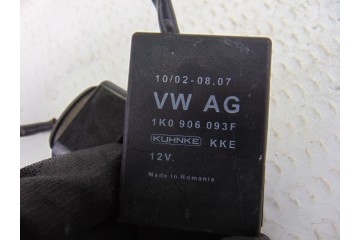 10/02-08.07
VW AG
1K0 906 093F
KUHNKE KKE
12V.
Made in Romania